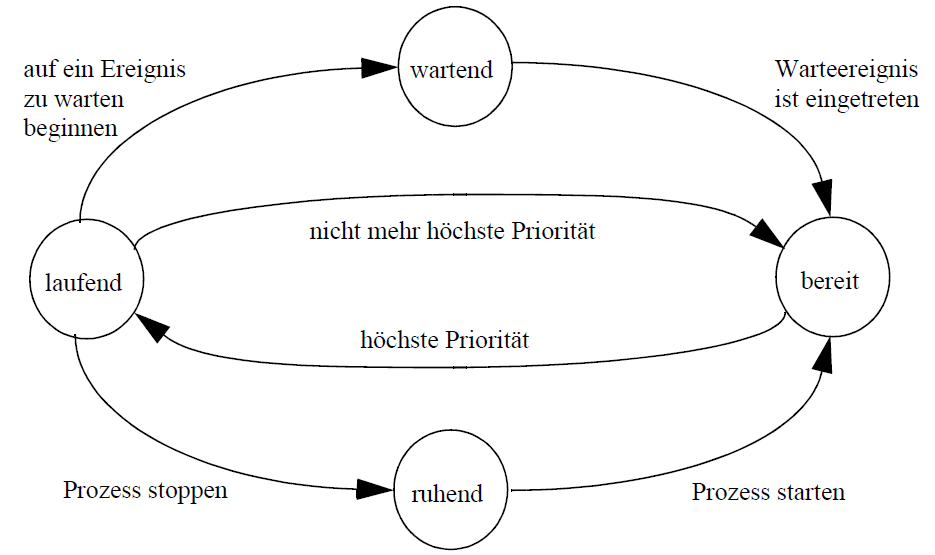 auf ein Ereignis
zu warten
beginnen
wartend
Warteereignis
ist eingetreten
nicht mehr höchste Priorität
laufend
bereit
höchste Priorität
Prozess stoppen
ruhend
Prozess starten